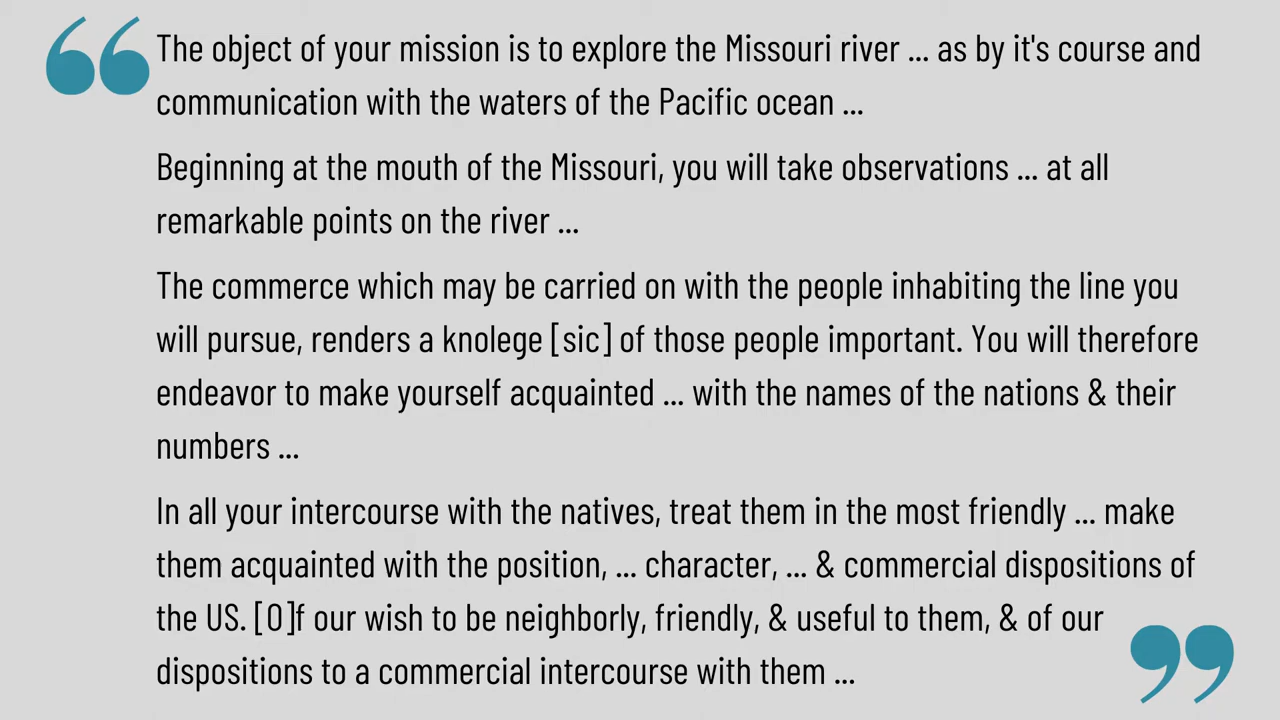 “The object of your mission is to explore the Missouri river ... as by it's course and
communication with the waters of the Pacific ocean ...
Beginning at the mouth of the Missouri, you will take observations ... at all
remarkable points on the river ...
The commerce which may be carried on with the people inhabiting the line you
will pursue, renders a knolege [sic] of those people important. You will therefore
endeavor to make yourself acquainted ... with the names of the nations & their
numbers ...
In all your intercourse with the natives, treat them in the most friendly ... make
them acquainted with the position, ... character, ... & commercial dispositions of
the US. [O]f our wish to be neighborly, friendly, & useful to them, & of our
dispositions to a commercial intercourse with them ...”